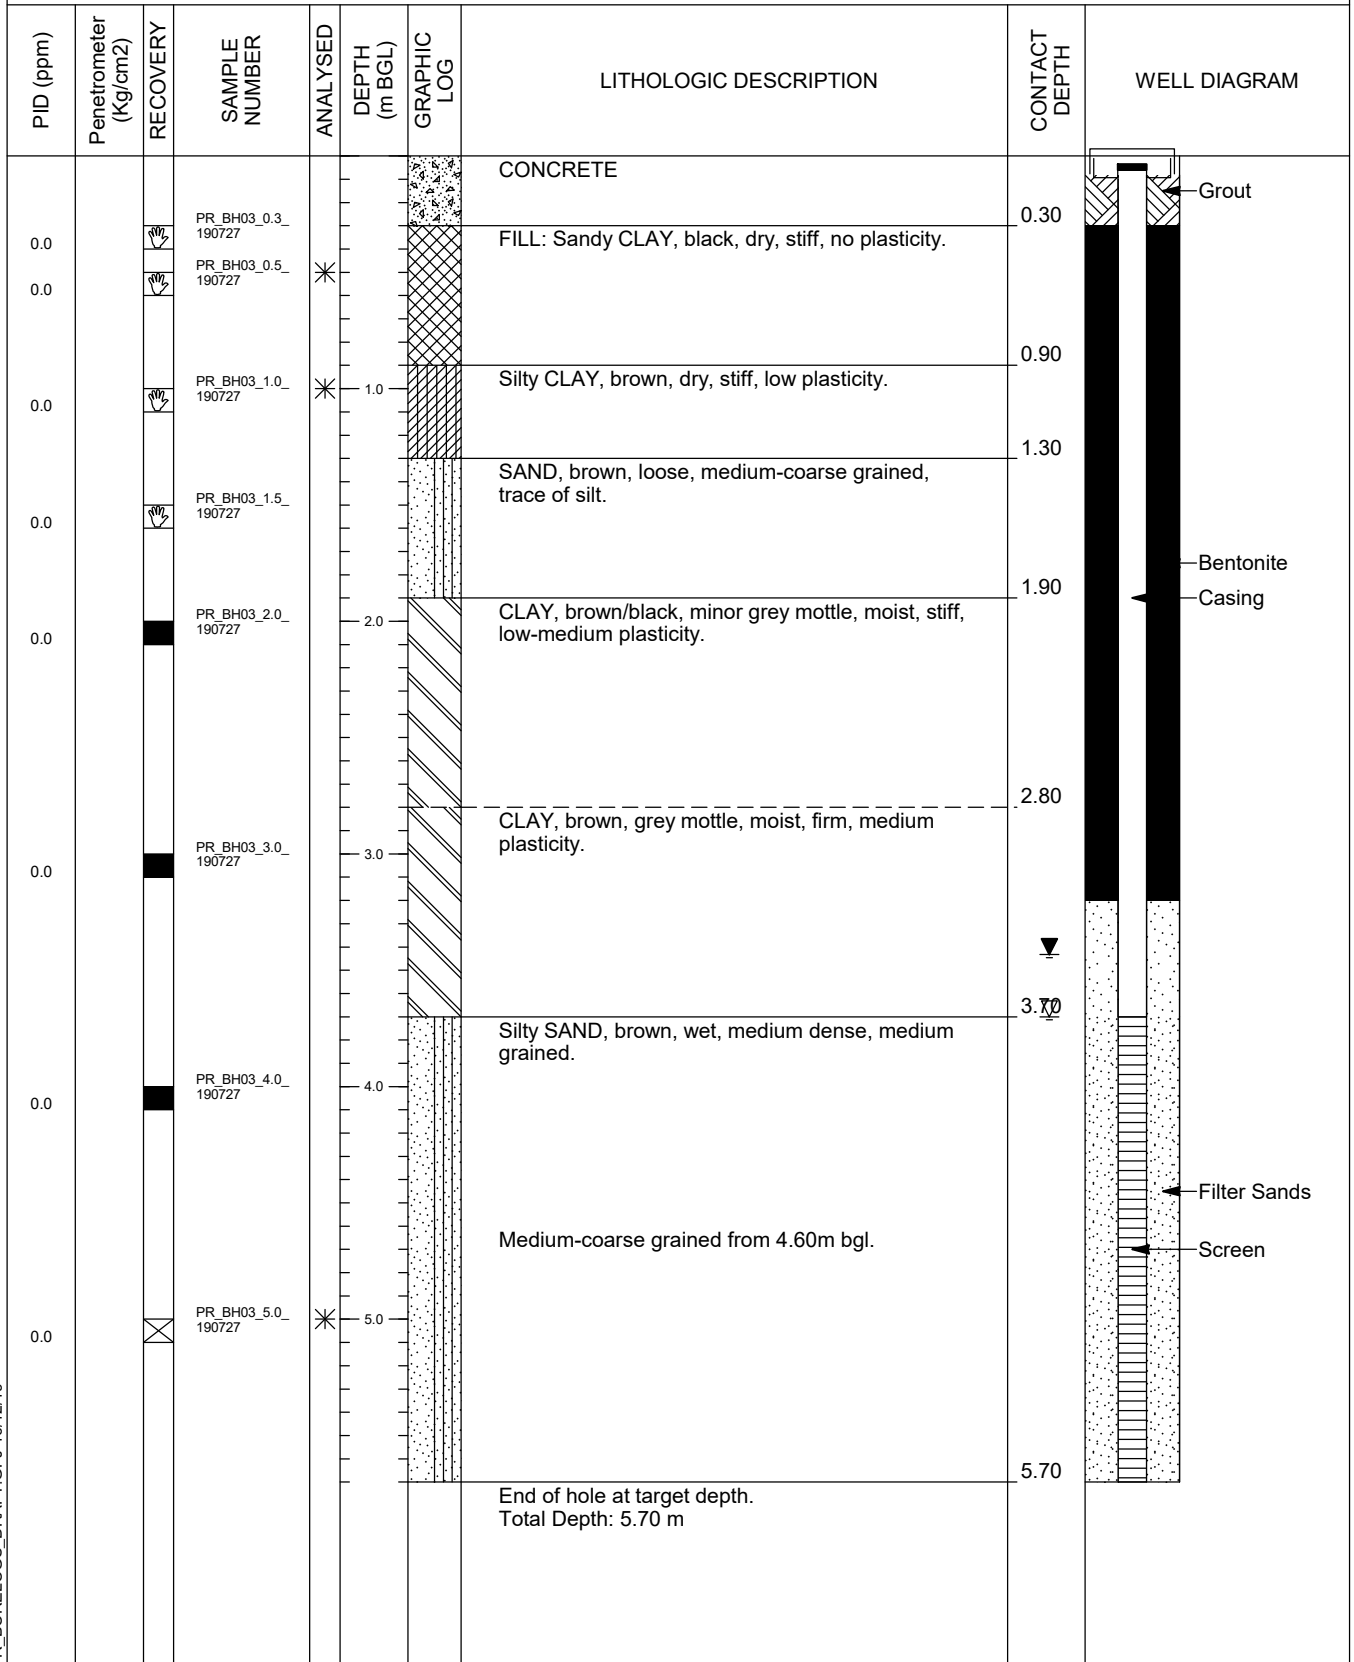 PID (ppm)
Penetrometer
(Kg/cm2)
RECOVERY
SAMPLE
NUMBER
ANALYSED
DEPTH
(m BGL)
GRAPHIC
LOG
LITHOLOGIC DESCRIPTION
CONTACT
DEPTH
WELL DIAGRAM
CONCRETE
Grout
0.30
PR_BH03_0.3_
190727
0.0
FILL: Sandy CLAY, black, dry, stiff, no plasticity.
PR_BH03_0.5_
190727
0.0
0.90
Silty CLAY, brown, dry, stiff, low plasticity.
PR_BH03_1.0_
190727
1.0
0.0
1.30
SAND, brown, loose, medium-coarse grained,
trace of silt.
PR_BH03_1.5_
190727
0.0
Bentonite
1.90
Casing
CLAY, brown/black, minor grey mottle, moist, stiff,
low-medium plasticity.
PR_BH03_2.0_
190727
2.0
0.0
2.80
CLAY, brown, grey mottle, moist, firm, medium
plasticity.
PR_BH03_3.0_
190727
3.0
0.0
3.70
Silty SAND, brown, wet, medium dense, medium
grained.
PR_BH03_4.0_
190727
4.0
0.0
Filter Sands
Medium-coarse grained from 4.60m bgl.
Screen
PR_BH03_5.0_
190727
5.0
0.0
5.70
End of hole at target depth.
Total Depth: 5.70 m